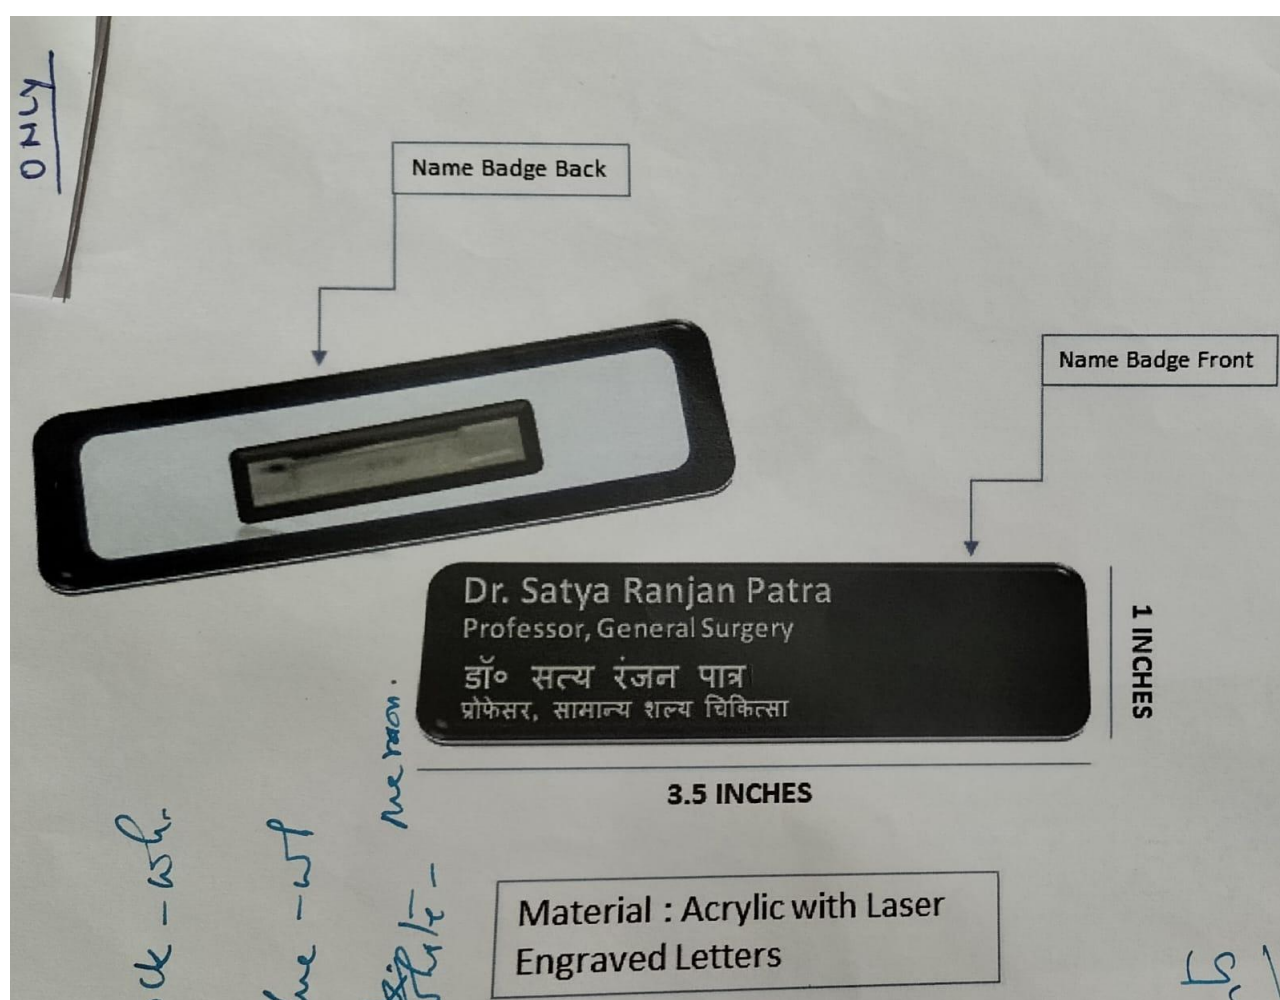 ONLY
Name Badge Back
Name Badge Front
Dr. Satya Ranjan Patra
Professor, General Surgery
डॉ॰ सत्य रंजन पात्र
प्रोफेसर, सामान्य शल्य चिकित्सा
1 INCHES
3.5 INCHES
Material : Acrylic with Laser
Engraved Letters